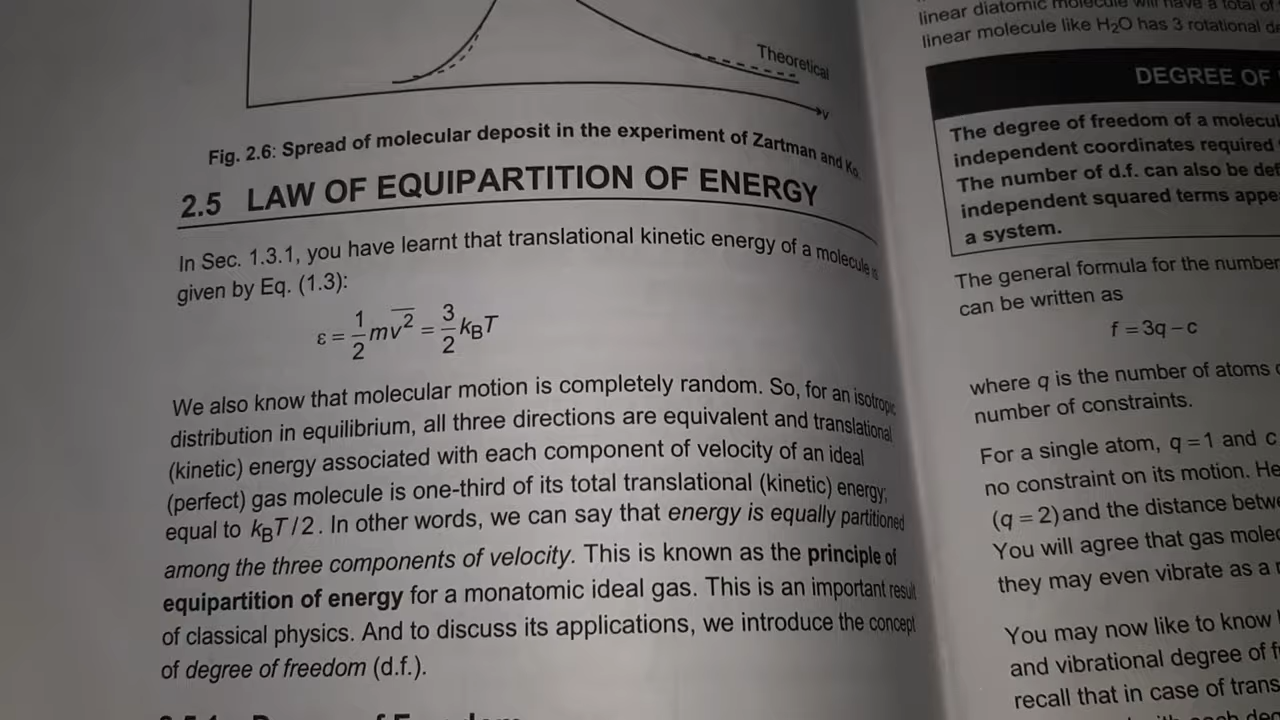 Theoretical
v
Fig. 2.6: Spread of molecular deposit in the experiment of Zartman and Ko.
2.5 LAW OF EQUIPARTITION OF ENERGY
In Sec. 1.3.1, you have learnt that translational kinetic energy of a molecule is
given by Eq. (1.3):
ε = 1/2 m v̅² = 3/2 k_B T
We also know that molecular motion is completely random. So, for an isotropic
distribution in equilibrium, all three directions are equivalent and translational
(kinetic) energy associated with each component of velocity of an ideal
(perfect) gas molecule is one-third of its total translational (kinetic) energy,
equal to k_B T / 2. In other words, we can say that energy is equally partitioned
among the three components of velocity. This is known as the principle of
equipartition of energy for a monatomic ideal gas. This is an important result
of classical physics. And to discuss its applications, we introduce the concept
of degree of freedom (d.f.).
linear diatomic molecule will have a total of
linear molecule like H₂O has 3 rotational
DEGREE OF
The degree of freedom of a
independent coordinates required
The number of d.f. can also be
independent squared terms
a system.
The general formula for the number
can be written as
f = 3q − c
where q is the number of atoms
number of constraints.
For a single atom, q = 1 and c
no constraint on its motion.
(q = 2) and the distance
You will agree that gas
they may even vibrate as a
You may now like to know
and vibrational degree of
recall that in case of